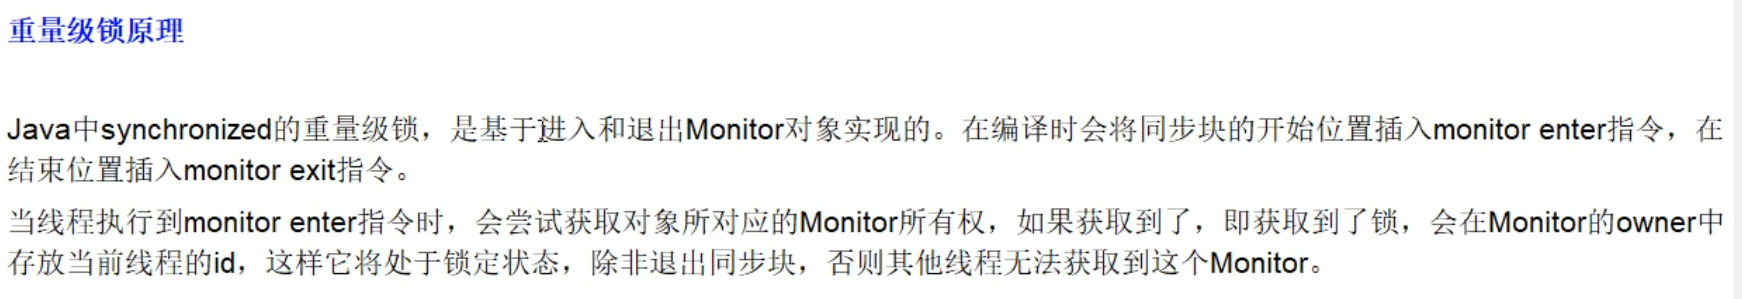 重量级锁原理
Java中synchronized的重量级锁，是基于进入和退出Monitor对象实现的。在编译时会将同步块的开始位置插入monitor enter指令，在
结束位置插入monitor exit指令。
当线程执行到monitor enter指令时，会尝试获取对象所对应的Monitor所有权，如果获取到了，即获取到了锁，会在Monitor的owner中
存放当前线程的id，这样它将处于锁定状态，除非退出同步块，否则其他线程无法获取到这个Monitor。